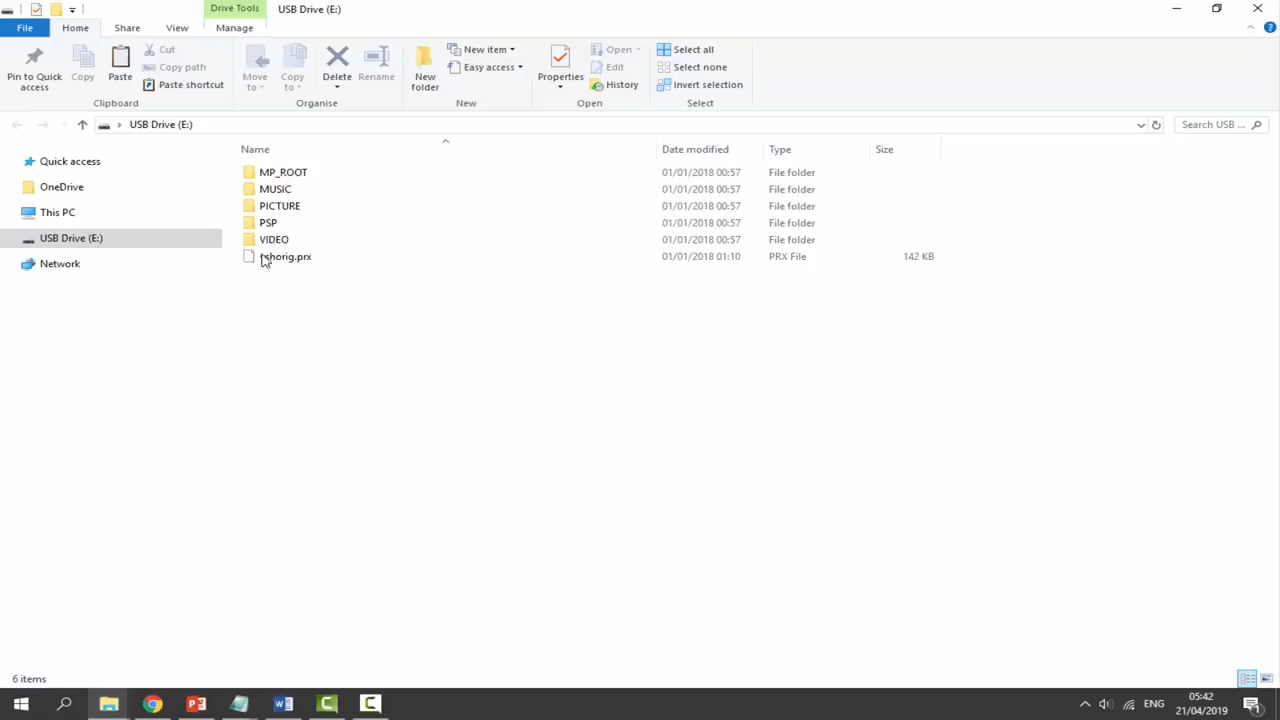 Drive Tools
USB Drive (E:)
File
Home
Share
View
Manage
Pin to Quick access
Copy
Paste
Cut
Copy path
Paste shortcut
Clipboard
Move to
Copy to
Delete
Rename
Organise
New folder
New item
Easy access
New
Properties
Open
Edit
History
Open
Select all
Select none
Invert selection
Select
USB Drive (E:)
Search USB ...
Quick access
OneDrive
This PC
USB Drive (E:)
Network
Name Date modified Type Size
MP_ROOT 01/01/2018 00:57 File folder
MUSIC 01/01/2018 00:57 File folder
PICTURE 01/01/2018 00:57 File folder
PSP 01/01/2018 00:57 File folder
VIDEO 01/01/2018 00:57 File folder
01/01/2018 01:10 PRX File 142 KB
6 items
ENG
05:42
21/04/2019